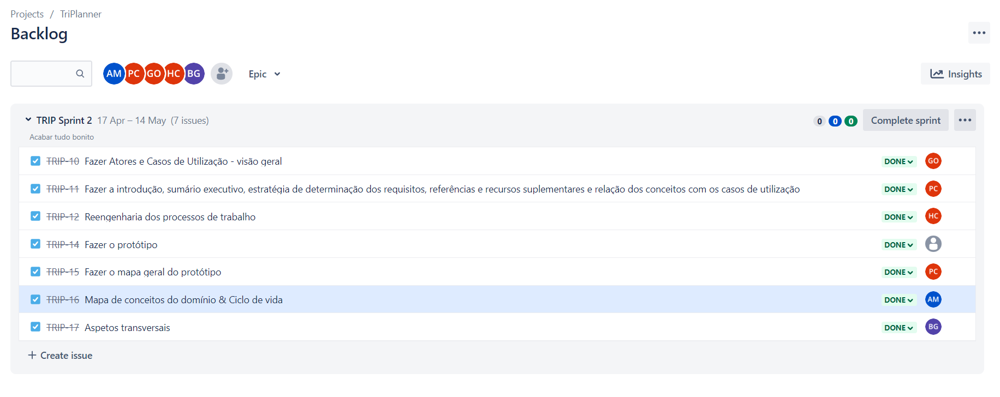 Projects / TriPlanner
Backlog
AM PC GO HC BG Epic Insights
TRIP Sprint 2 17 Apr – 14 May (7 issues) 0 0 0 Complete sprint
Acabar tudo bonito
TRIP-10 Fazer Atores e Casos de Utilização - visão geral DONE GO
TRIP-11 Fazer a introdução, sumário executivo, estratégia de determinação dos requisitos, referências e recursos suplementares e relação dos conceitos com os casos de utilização DONE PC
TRIP-12 Reengenharia dos processos de trabalho DONE HC
TRIP-14 Fazer o protótipo DONE
TRIP-15 Fazer o mapa geral do protótipo DONE PC
TRIP-16 Mapa de conceitos do domínio & Ciclo de vida DONE AM
TRIP-17 Aspetos transversais DONE BG
+ Create issue